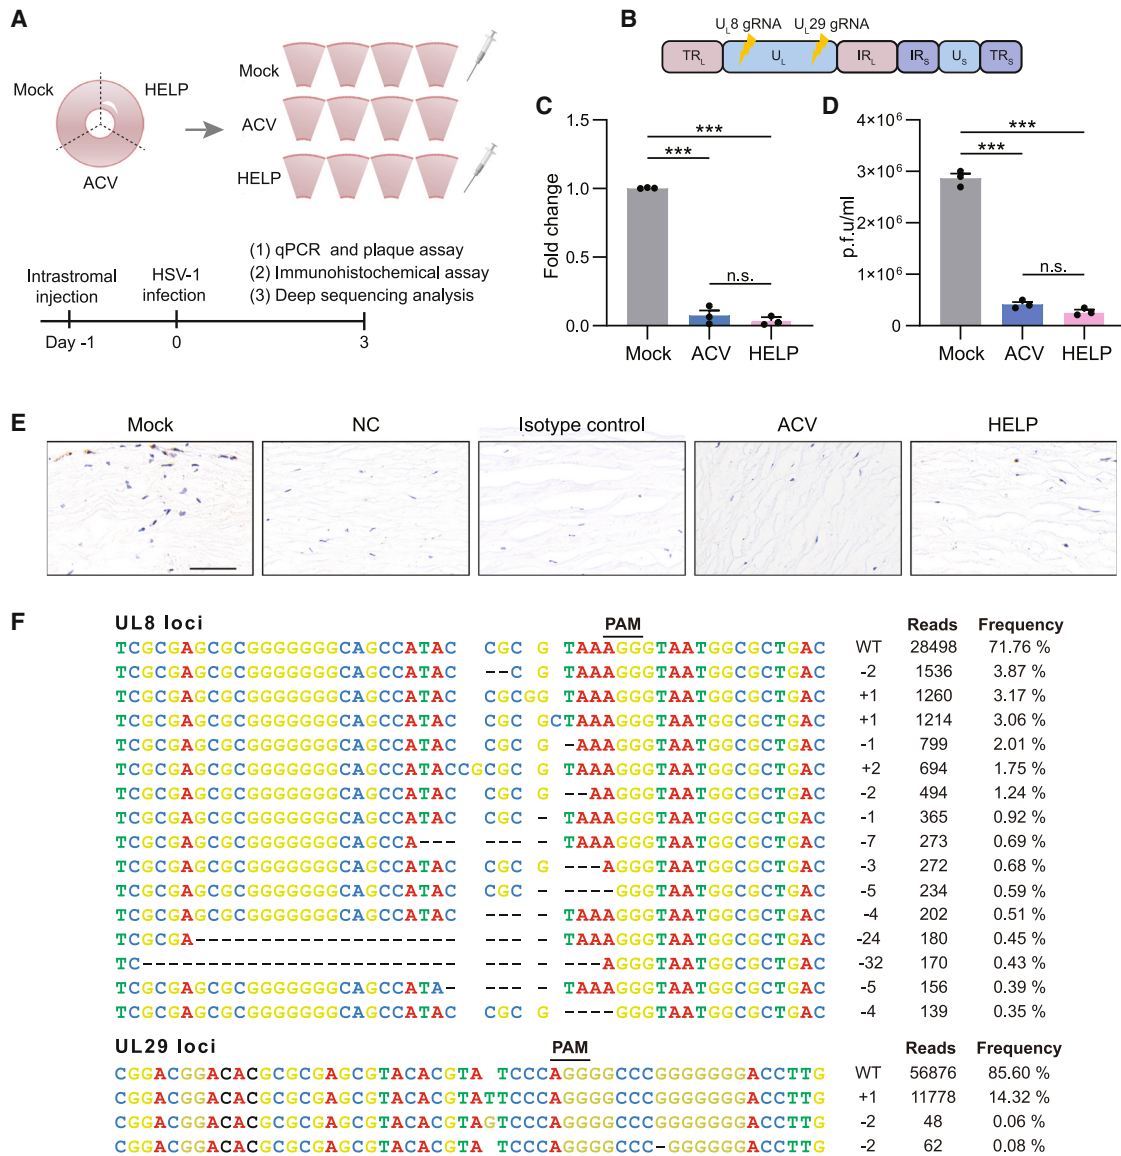 A
Mock
HELP
ACV
Mock
ACV
HELP
Intrastromal injection
HSV-1 infection
(1) qPCR and plaque assay
(2) Immunohistochemical assay
(3) Deep sequencing analysis
Day -1
0
3
B
UL8 gRNA
UL29 gRNA
TRL
UL
IRL
IRS
US
TRS
C
Fold change
1.5
1.0
0.5
0.0
***
***
n.s.
Mock
ACV
HELP
D
p.f.u/ml
4×10⁶
3×10⁶
2×10⁶
1×10⁶
0
***
***
n.s.
Mock
ACV
HELP
E
Mock
NC
Isotype control
ACV
HELP
F
UL8 loci PAM Reads Frequency
TCGCGAGCGCGGGGGGGCAGCCATAC CGC G TAAAGGGTAATGGCGCTGAC WT 28498 71.76 %
TCGCGAGCGCGGGGGGGCAGCCATAC --C G TAAAGGGTAATGGCGCTGAC -2 1536 3.87 %
TCGCGAGCGCGGGGGGGCAGCCATAC CGCGG TAAAGGGTAATGGCGCTGAC +1 1260 3.17 %
TCGCGAGCGCGGGGGGGCAGCCATAC CGC GCTAAAGGGTAATGGCGCTGAC +1 1214 3.06 %
TCGCGAGCGCGGGGGGGCAGCCATAC CGC G -AAAGGGTAATGGCGCTGAC -1 799 2.01 %
TCGCGAGCGCGGGGGGGCAGCCATACCGCGC G TAAAGGGTAATGGCGCTGAC +2 694 1.75 %
TCGCGAGCGCGGGGGGGCAGCCATAC CGC G --AAGGGTAATGGCGCTGAC -2 494 1.24 %
TCGCGAGCGCGGGGGGGCAGCCATAC CGC - TAAAGGGTAATGGCGCTGAC -1 365 0.92 %
TCGCGAGCGCGGGGGGGCAGCCA--- --- - TAAAGGGTAATGGCGCTGAC -7 273 0.69 %
TCGCGAGCGCGGGGGGGCAGCCATAC CGC G ---AGGGTAATGGCGCTGAC -3 272 0.68 %
TCGCGAGCGCGGGGGGGCAGCCATAC CGC - ----GGGTAATGGCGCTGAC -5 234 0.59 %
TCGCGAGCGCGGGGGGGCAGCCATAC --- - TAAAGGGTAATGGCGCTGAC -4 202 0.51 %
TCGCGA-------------------- --- - TAAAGGGTAATGGCGCTGAC -24 180 0.45 %
TC------------------------ --- - ---AGGGTAATGGCGCTGAC -32 170 0.43 %
TCGCGAGCGCGGGGGGGCAGCCATA- --- - TAAAGGGTAATGGCGCTGAC -5 156 0.39 %
TCGCGAGCGCGGGGGGGCAGCCATAC CGC G ----GGGTAATGGCGCTGAC -4 139 0.35 %
UL29 loci PAM Reads Frequency
CGGACGGACACGCGCGAGCGTACACGTA TCCCAGGGGCCCGGGGGGGACCTTG WT 56876 85.60 %
CGGACGGACACGCGCGAGCGTACACGTATTCCCAGGGGCCCGGGGGGGACCTTG +1 11778 14.32 %
CGGACGGACACGCGCGAGCGTACACGTAGTCCCAGGGGCCCGGGGGGGACCTTG -2 48 0.06 %
CGGACGGACACGCGCGAGCGTACACGTA TCCCAGGGGCCC-GGGGGGACCTTG -2 62 0.08 %